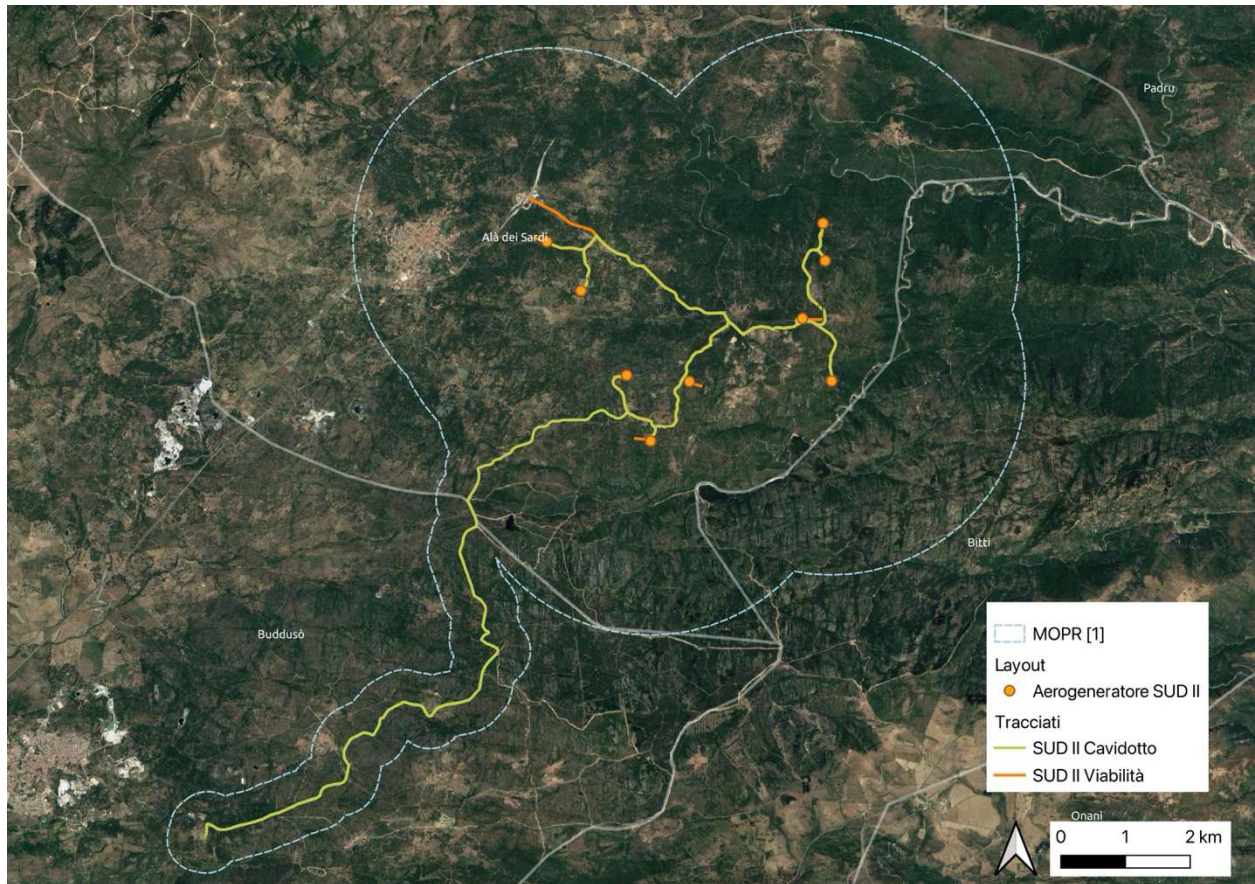 Padru
Alà dei Sardi
Bitti
Buddusò
MOPR [1]
Layout
Aerogeneratore SUD II
Tracciati
SUD II Cavidotto
SUD II Viabilità
Onanì
0 1 2 km